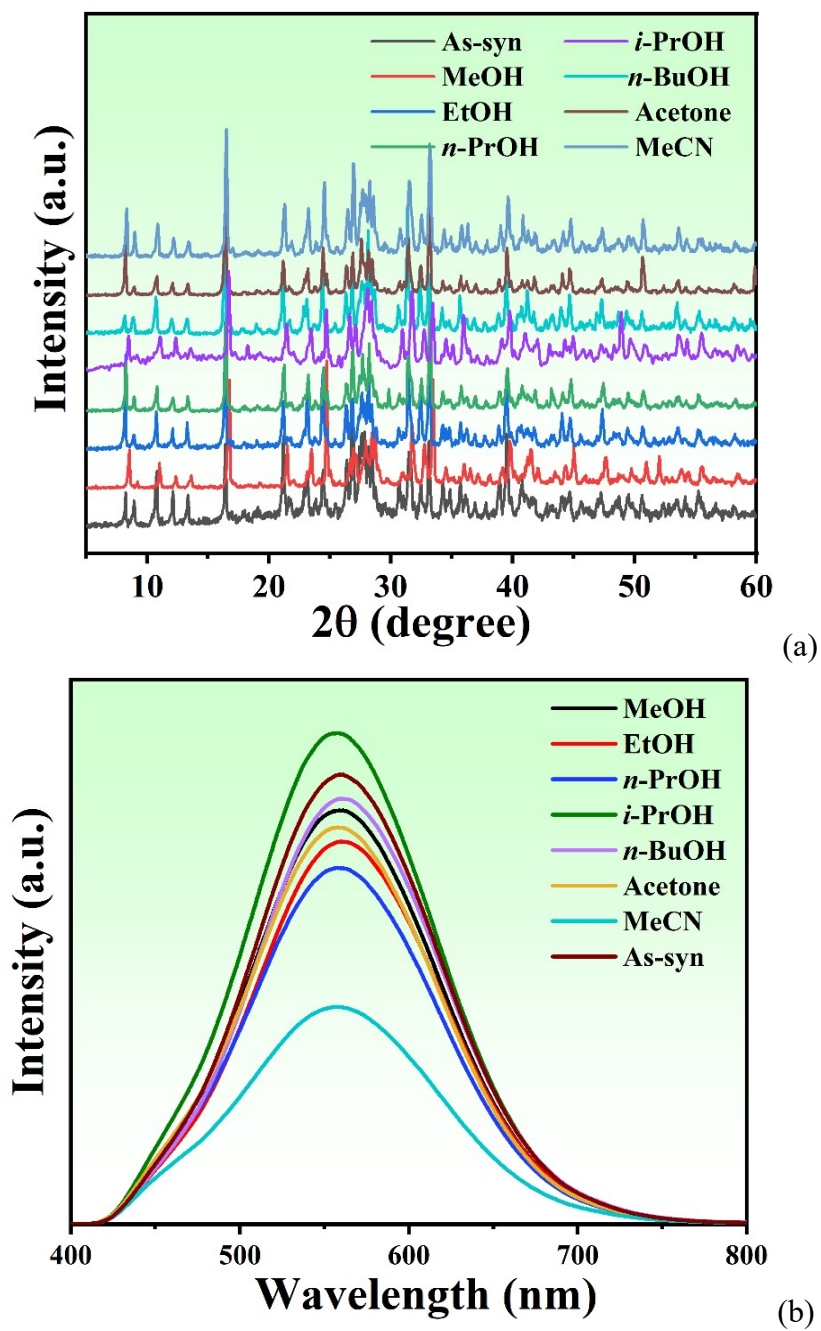 As-syn
i-PrOH
MeOH
n-BuOH
EtOH
Acetone
n-PrOH
MeCN
Intensity (a.u.)
10 20 30 40 50 60
2θ (degree)
(a)
MeOH
EtOH
n-PrOH
i-PrOH
n-BuOH
Acetone
MeCN
As-syn
Intensity (a.u.)
400 500 600 700 800
Wavelength (nm)
(b)